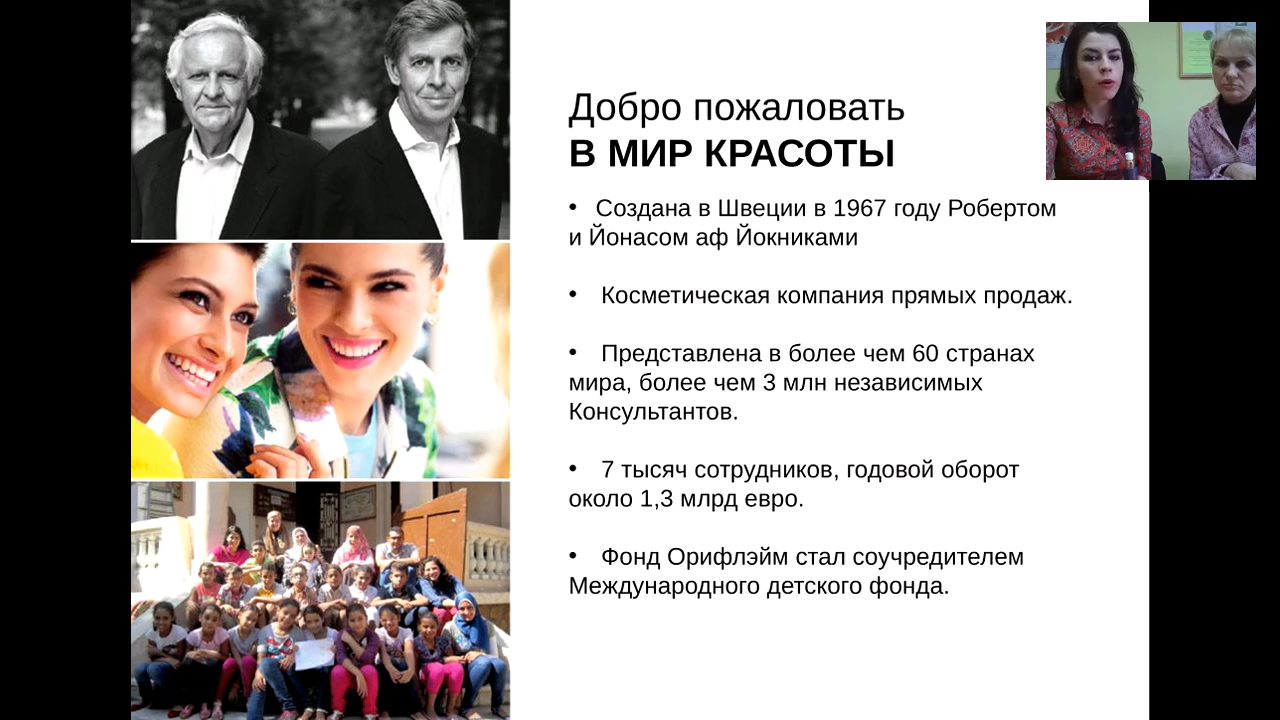 Добро пожаловать
В МИР КРАСОТЫ
• Создана в Швеции в 1967 году Робертом
и Йонасом аф Йокниками
• Косметическая компания прямых продаж.
• Представлена в более чем 60 странах
мира, более чем 3 млн независимых
Консультантов.
• 7 тысяч сотрудников, годовой оборот
около 1,3 млрд евро.
• Фонд Орифлэйм стал соучредителем
Международного детского фонда.